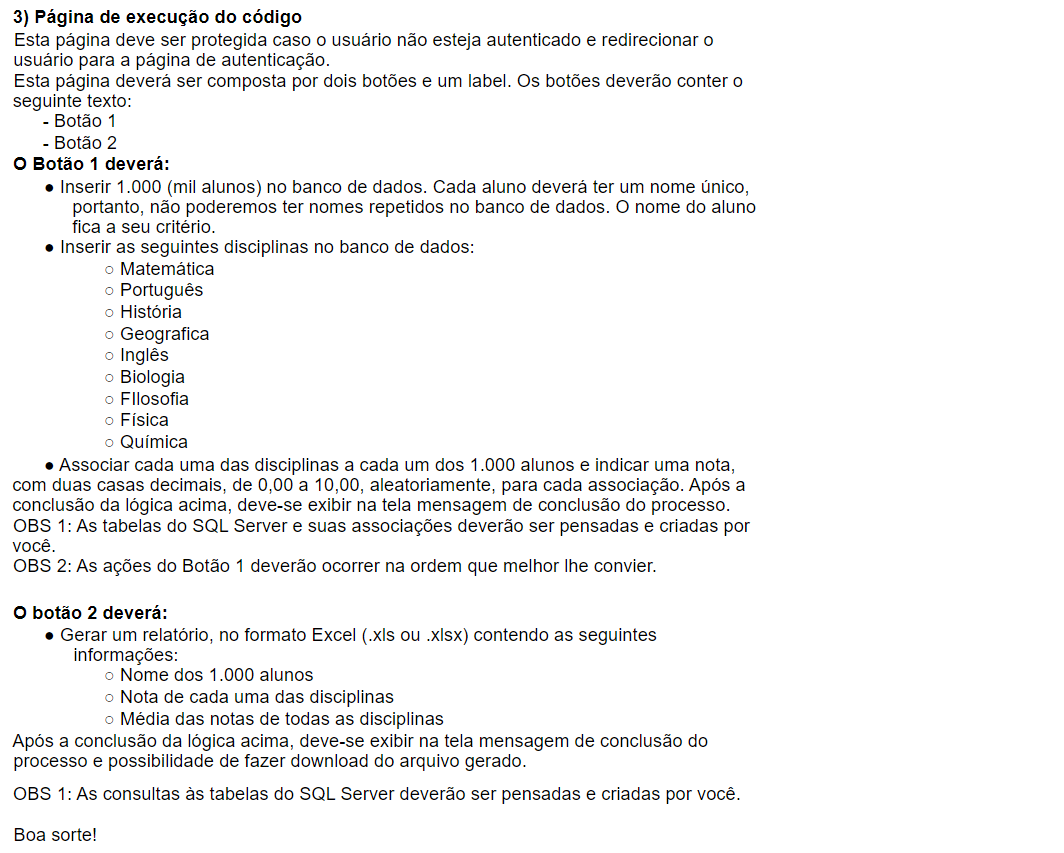 3) Página de execução do código
Esta página deve ser protegida caso o usuário não esteja autenticado e redirecionar o
usuário para a página de autenticação.
Esta página deverá ser composta por dois botões e um label. Os botões deverão conter o
seguinte texto:
- Botão 1
- Botão 2
O Botão 1 deverá:
● Inserir 1.000 (mil alunos) no banco de dados. Cada aluno deverá ter um nome único,
portanto, não poderemos ter nomes repetidos no banco de dados. O nome do aluno
fica a seu critério.
● Inserir as seguintes disciplinas no banco de dados:
○ Matemática
○ Português
○ História
○ Geografica
○ Inglês
○ Biologia
○ FIlosofia
○ Física
○ Química
● Associar cada uma das disciplinas a cada um dos 1.000 alunos e indicar uma nota,
com duas casas decimais, de 0,00 a 10,00, aleatoriamente, para cada associação. Após a
conclusão da lógica acima, deve-se exibir na tela mensagem de conclusão do processo.
OBS 1: As tabelas do SQL Server e suas associações deverão ser pensadas e criadas por
você.
OBS 2: As ações do Botão 1 deverão ocorrer na ordem que melhor lhe convier.
O botão 2 deverá:
● Gerar um relatório, no formato Excel (.xls ou .xlsx) contendo as seguintes
informações:
○ Nome dos 1.000 alunos
○ Nota de cada uma das disciplinas
○ Média das notas de todas as disciplinas
Após a conclusão da lógica acima, deve-se exibir na tela mensagem de conclusão do
processo e possibilidade de fazer download do arquivo gerado.
OBS 1: As consultas às tabelas do SQL Server deverão ser pensadas e criadas por você.
Boa sorte!